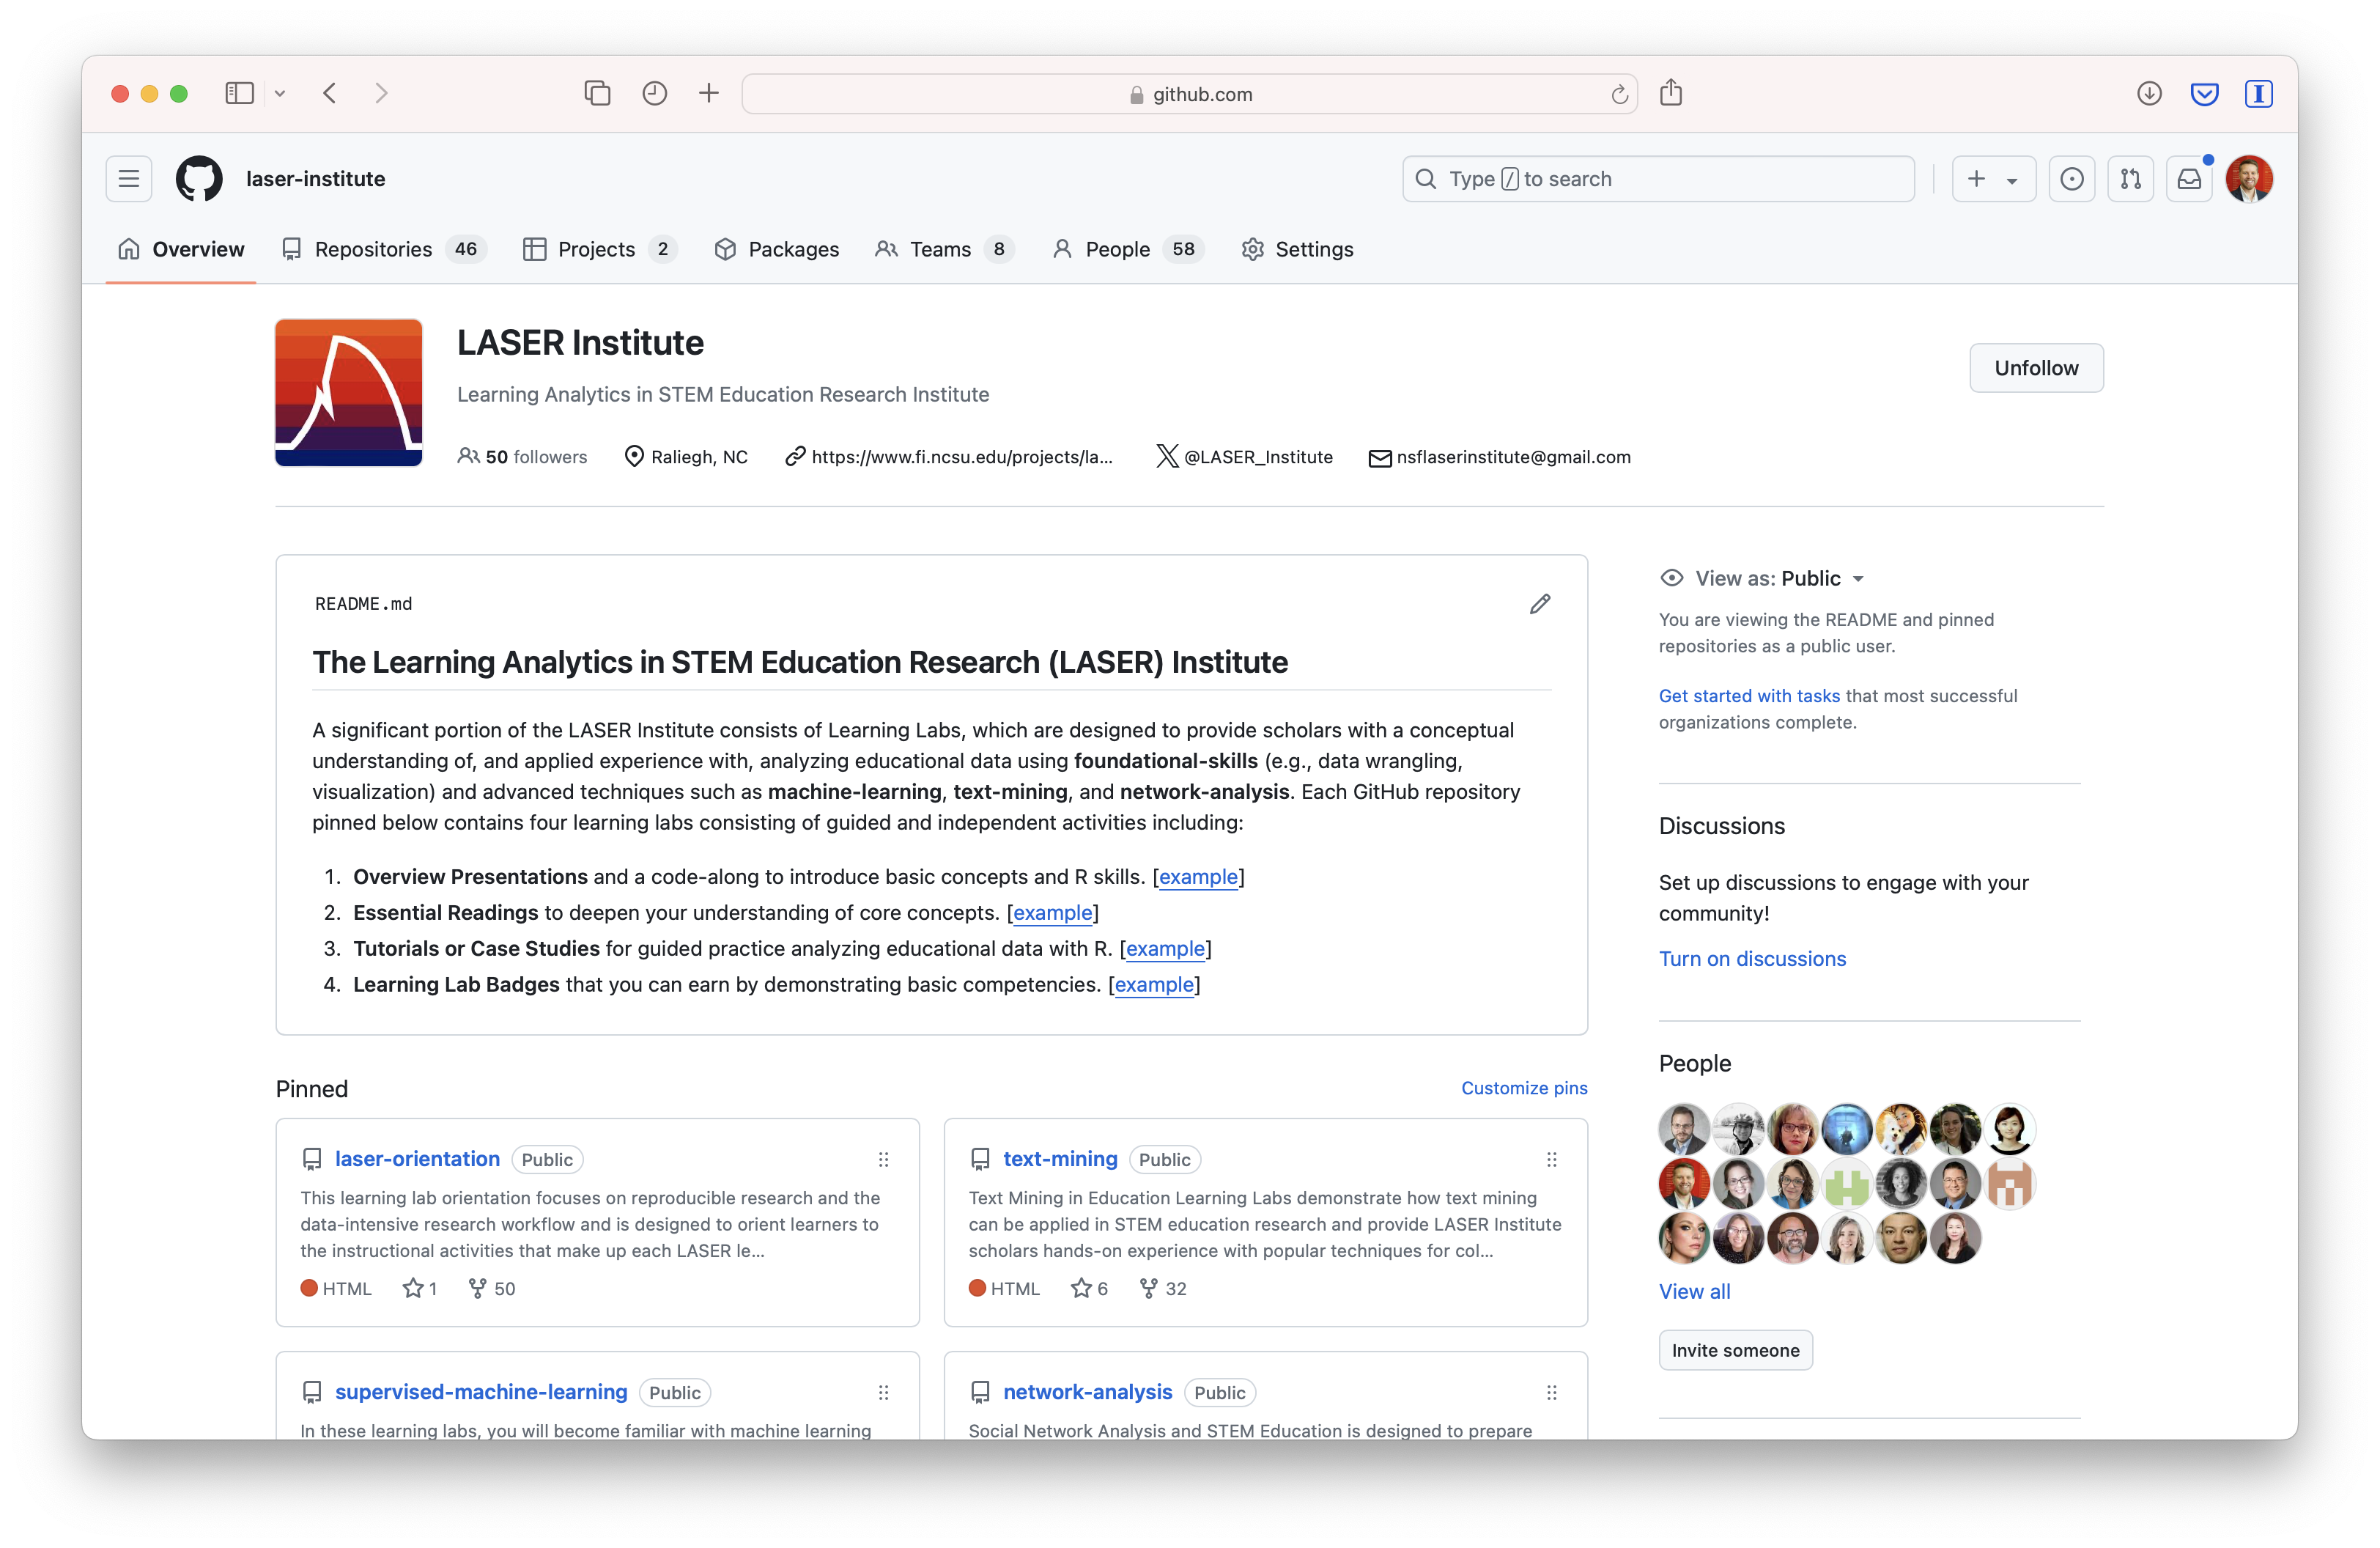 github.com
laser-institute
Type / to search
Overview
Repositories 46
Projects 2
Packages
Teams 8
People 58
Settings
LASER Institute
Unfollow
Learning Analytics in STEM Education Research Institute
50 followers
Raliegh, NC
https://www.fi.ncsu.edu/projects/la...
@LASER_Institute
nsflaserinstitute@gmail.com
README.md
The Learning Analytics in STEM Education Research (LASER) Institute
A significant portion of the LASER Institute consists of Learning Labs, which are designed to provide scholars with a conceptual
understanding of, and applied experience with, analyzing educational data using foundational-skills (e.g., data wrangling,
visualization) and advanced techniques such as machine-learning, text-mining, and network-analysis. Each GitHub repository
pinned below contains four learning labs consisting of guided and independent activities including:
1. Overview Presentations and a code-along to introduce basic concepts and R skills. [example]
2. Essential Readings to deepen your understanding of core concepts. [example]
3. Tutorials or Case Studies for guided practice analyzing educational data with R. [example]
4. Learning Lab Badges that you can earn by demonstrating basic competencies. [example]
Pinned
Customize pins
laser-orientation Public
This learning lab orientation focuses on reproducible research and the
data-intensive research workflow and is designed to orient learners to
the instructional activities that make up each LASER le...
HTML 1 50
text-mining Public
Text Mining in Education Learning Labs demonstrate how text mining
can be applied in STEM education research and provide LASER Institute
scholars hands-on experience with popular techniques for col...
HTML 6 32
supervised-machine-learning Public
In these learning labs, you will become familiar with machine learning
network-analysis Public
Social Network Analysis and STEM Education is designed to prepare
View as: Public
You are viewing the README and pinned
repositories as a public user.
Get started with tasks that most successful
organizations complete.
Discussions
Set up discussions to engage with your
community!
Turn on discussions
People
View all
Invite someone